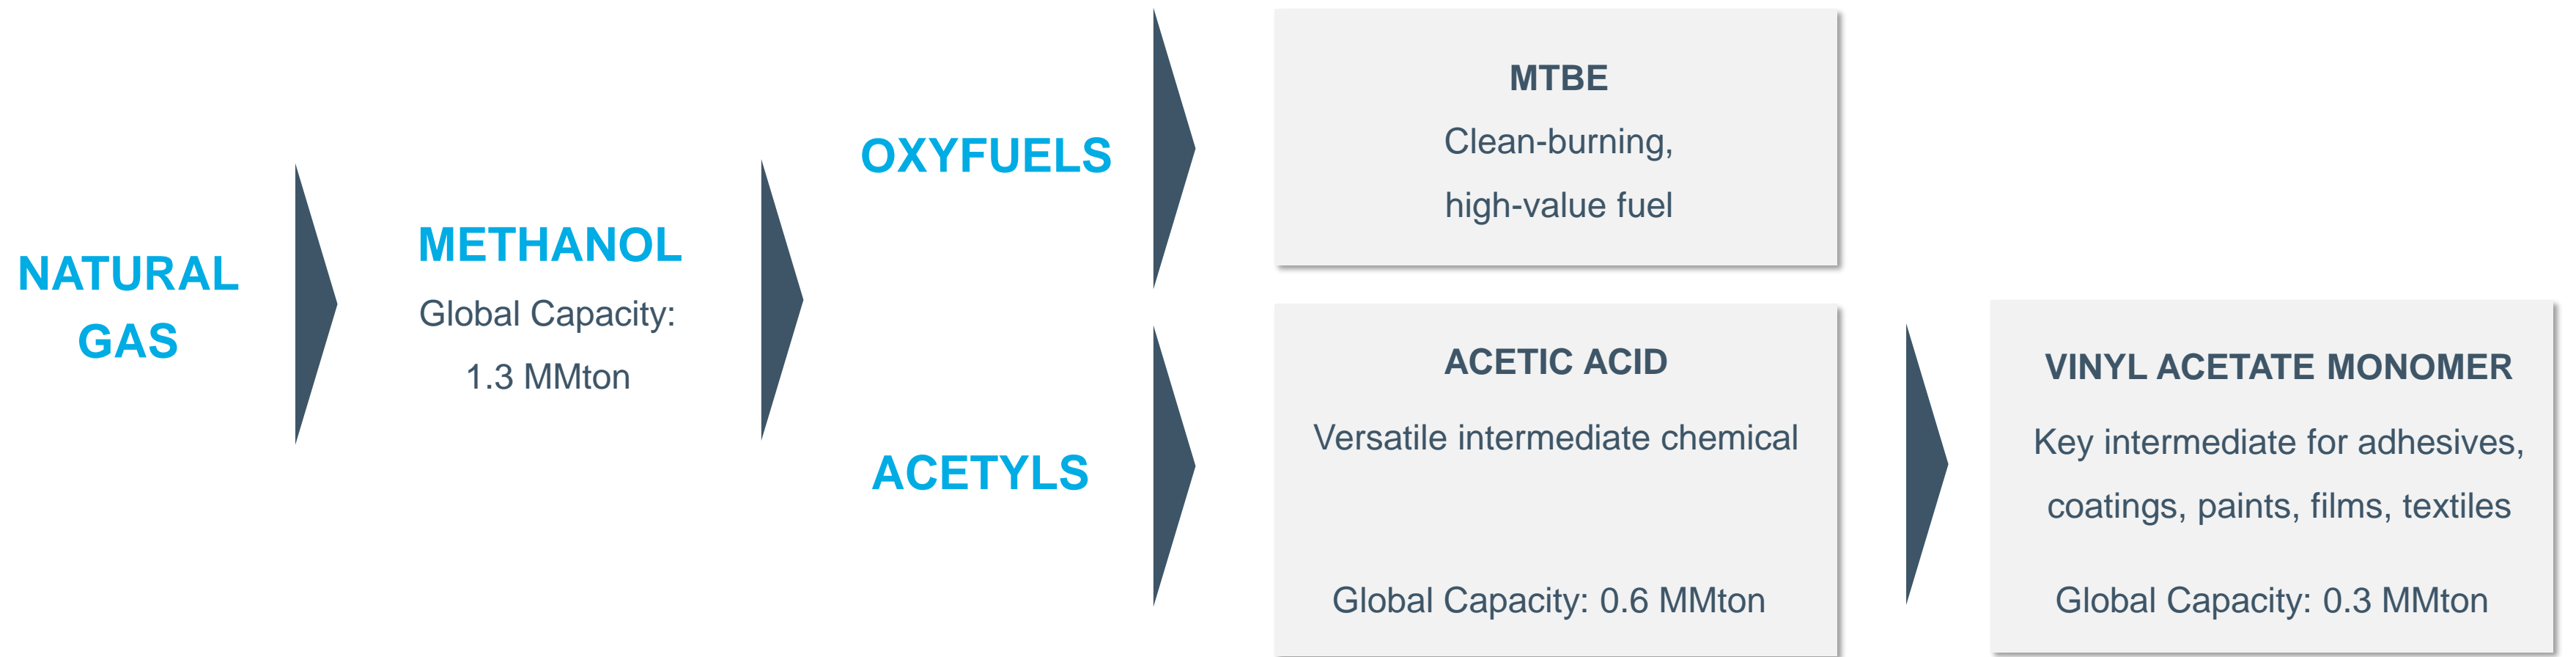 NATURAL
GAS
METHANOL
Global Capacity:
1.3 MMton
OXYFUELS
ACETYLS
MTBE
Clean-burning,
high-value fuel
ACETIC ACID
Versatile intermediate chemical
Global Capacity: 0.6 MMton
VINYL ACETATE MONOMER
Key intermediate for adhesives,
coatings, paints, films, textiles
Global Capacity: 0.3 MMton